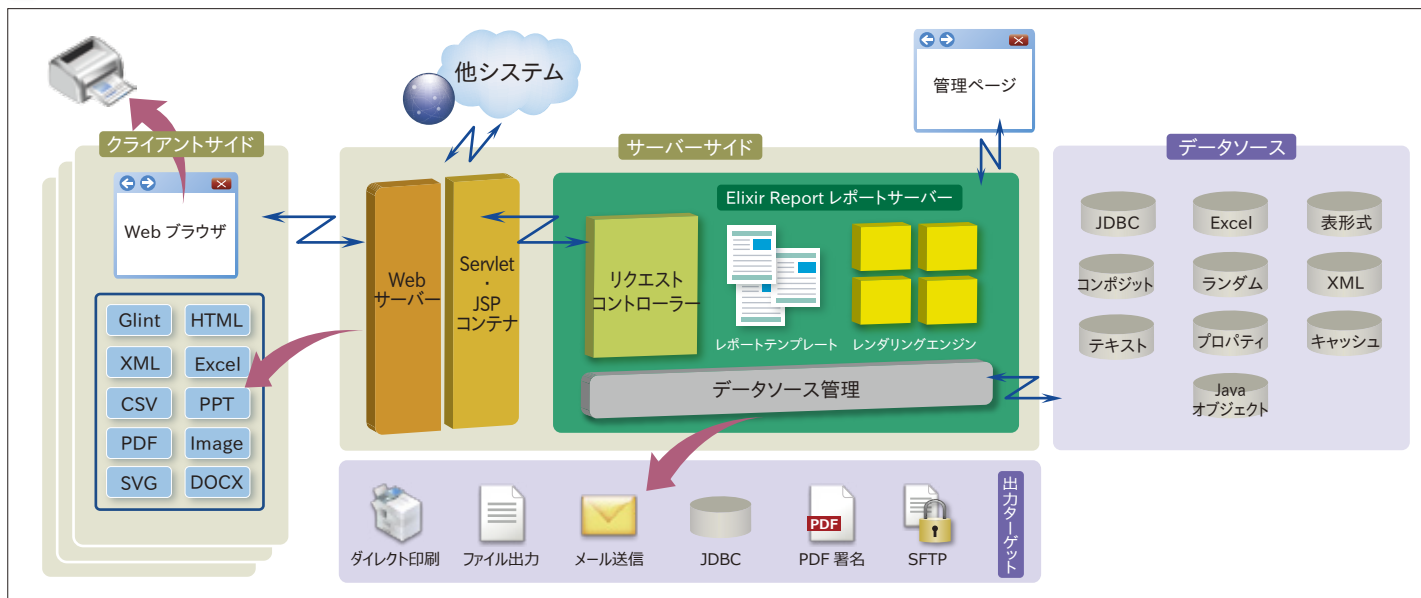 他システム
管理ページ
クライアントサイド
サーバーサイド
データソース
Web ブラウザ
Glint
HTML
XML
Excel
CSV
PPT
PDF
Image
SVG
DOCX
Web
サーバー
Servlet
・
JSP
コンテナ
Elixir Report レポートサーバー
リクエスト
コントローラー
レポートテンプレート
レンダリングエンジン
データソース管理
JDBC
Excel
表形式
コンポジット
ランダム
XML
テキスト
プロパティ
キャッシュ
Java
オブジェクト
ダイレクト印刷
ファイル出力
メール送信
JDBC
PDF
PDF 署名
SFTP
出力ターゲット